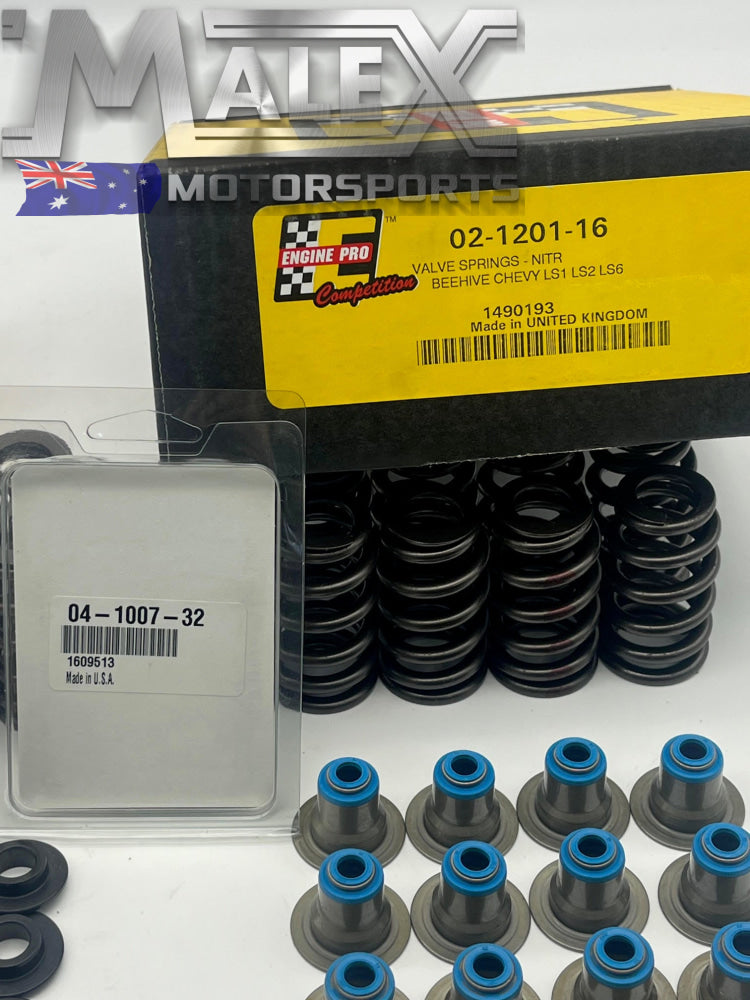 MALEX
MOTORSPORTS
ENGINE PRO
Competition
TM
02-1201-16
VALVE SPRINGS - NITR
BEEHIVE CHEVY LS1 LS2 LS6
1490193
Made in UNITED KINGDOM
04-1007-32
1609513
Made in U.S.A.